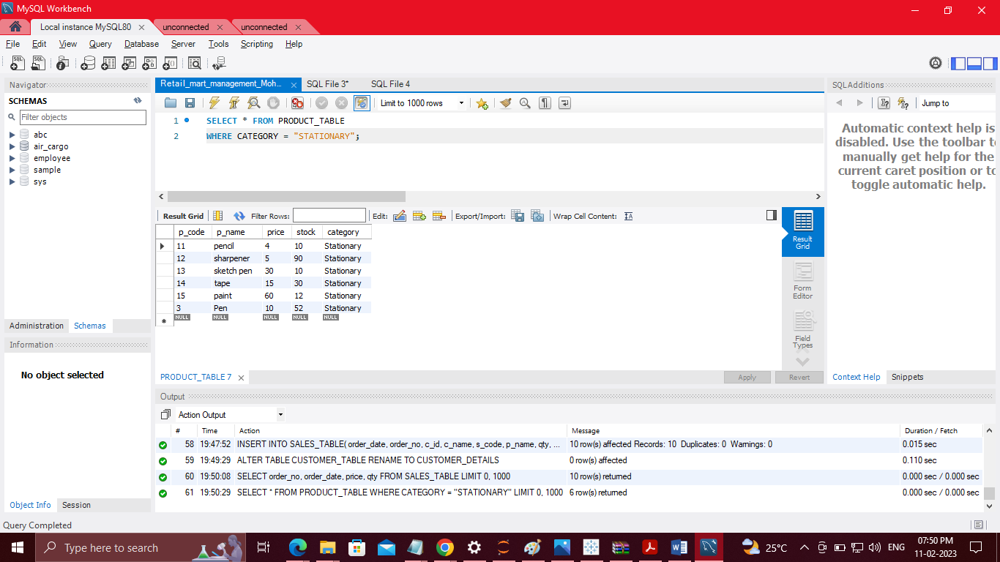 MySQL Workbench
Local instance MySQL80 unconnected unconnected
File Edit View Query Database Server Tools Scripting Help
Navigator
SCHEMAS
Filter objects
abc
air_cargo
employee
sample
sys
Administration Schemas
Information
No object selected
Object Info Session
Retail_mart_management_Moh... SQL File 3* SQL File 4
Limit to 1000 rows
1 SELECT * FROM PRODUCT_TABLE
2 WHERE CATEGORY = "STATIONARY";
Result Grid Filter Rows: Edit: Export/Import: Wrap Cell Content:
p_code p_name price stock category
11 pencil 4 10 Stationary
12 sharpener 5 90 Stationary
13 sketch pen 30 10 Stationary
14 tape 15 30 Stationary
15 paint 60 12 Stationary
3 Pen 10 52 Stationary
NULL NULL NULL NULL NULL
Result
Grid
Form
Editor
Field
Types
PRODUCT_TABLE 7 Apply Revert
SQLAdditions
Jump to
Automatic context help is
disabled. Use the toolbar to
manually get help for the
current caret position or to
toggle automatic help.
Context Help Snippets
Output
Action Output
# Time Action Message Duration / Fetch
58 19:47:52 INSERT INTO SALES_TABLE( order_date, order_no, c_id, c_name, s_code, p_name, qty, ... 10 row(s) affected Records: 10 Duplicates: 0 Warnings: 0 0.015 sec
59 19:49:29 ALTER TABLE CUSTOMER_TABLE RENAME TO CUSTOMER_DETAILS 0 row(s) affected 0.110 sec
60 19:50:08 SELECT order_no, order_date, price, qty FROM SALES_TABLE LIMIT 0, 1000 10 row(s) returned 0.000 sec / 0.000 sec
61 19:50:29 SELECT * FROM PRODUCT_TABLE WHERE CATEGORY = "STATIONARY" LIMIT 0, 1000 6 row(s) returned 0.000 sec / 0.000 sec
Query Completed
Type here to search 25°C ENG 07:50 PM
11-02-2023